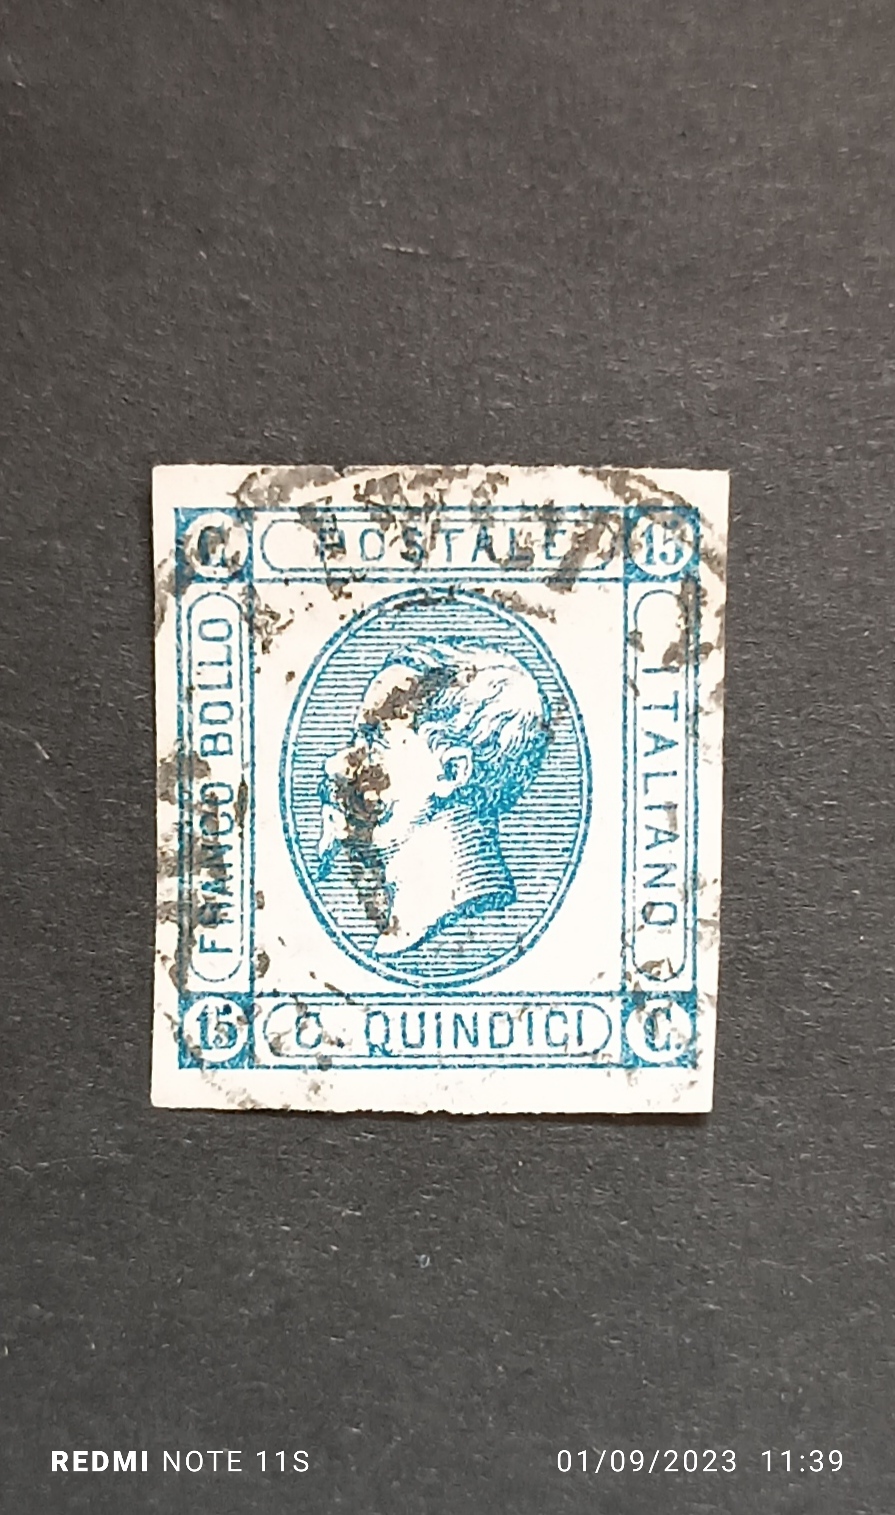 C. POSTALE 15
FRANCO BOLLO
ITALIANO
15 C. QUINDICI C.
REDMI NOTE 11S
01/09/2023 11:39